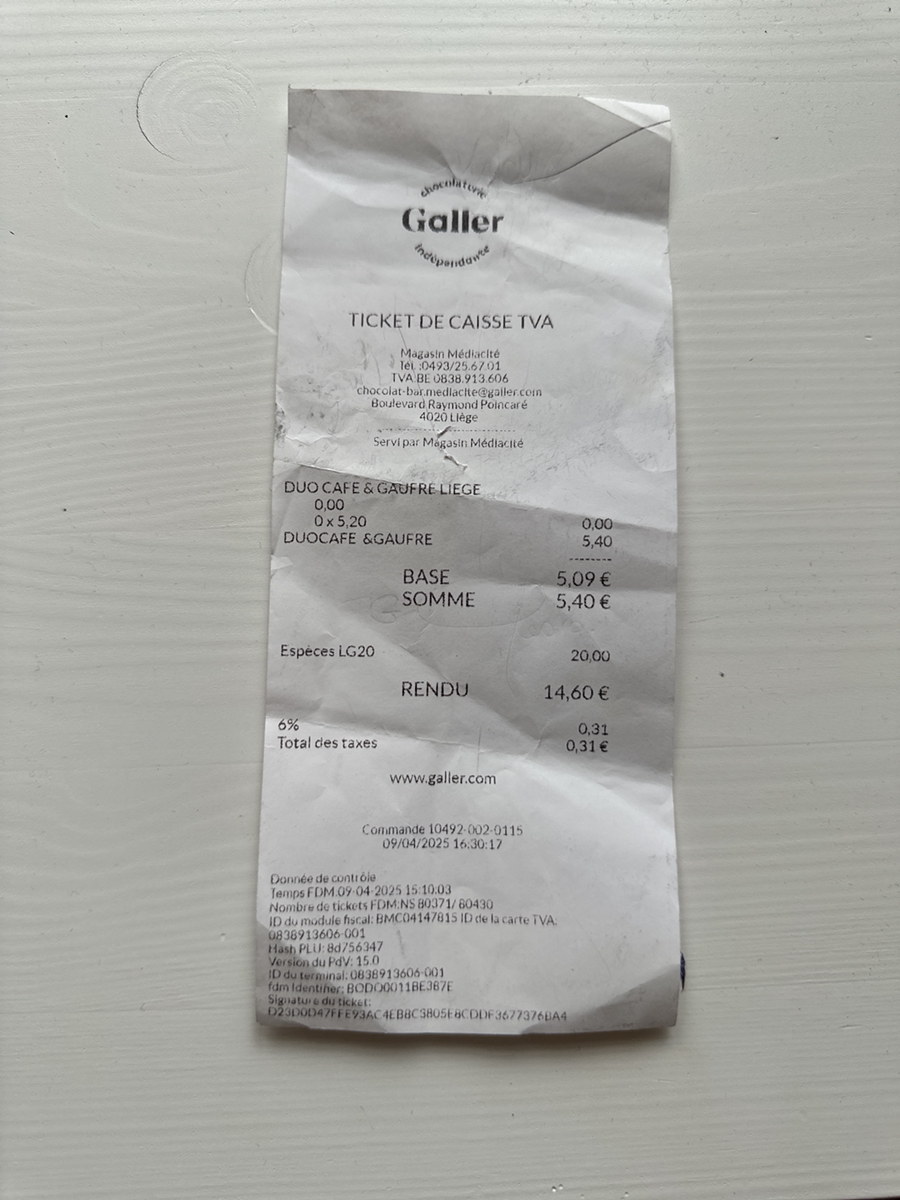 chocolaterie
Galler
indépendante
TICKET DE CAISSE TVA
Magasin Médiacité
Tél. :0493/25.67.01
TVA BE 0838.913.606
chocolat-bar.mediacite@galler.com
Boulevard Raymond Poincaré
4020 Liège
Servi par Magasin Médiacité
DUO CAFE & GAUFRE LIEGE
0,00
0 x 5,20 0,00
DUOCAFE &GAUFRE 5,40
BASE 5,09 €
SOMME 5,40 €
Espèces LG20 20,00
RENDU 14,60 €
6% 0,31
Total des taxes 0,31 €
www.galler.com
Commande 10492-002-0115
09/04/2025 16:30:17
Donnée de contrôle
Temps FDM:09-04-2025 15:10:03
Nombre de tickets FDM:NS 80371/ 80430
ID du module fiscal: BMC04147815 ID de la carte TVA:
0838913606-001
Hash PLU: 8d756347
Version du PdV: 15.0
ID du terminal: 0838913606-001
fdm Identifier: BODO0011BE387E
Signature du ticket:
D23D0D47FFE93AC4EB8C3805E8CDDF3677376BA4